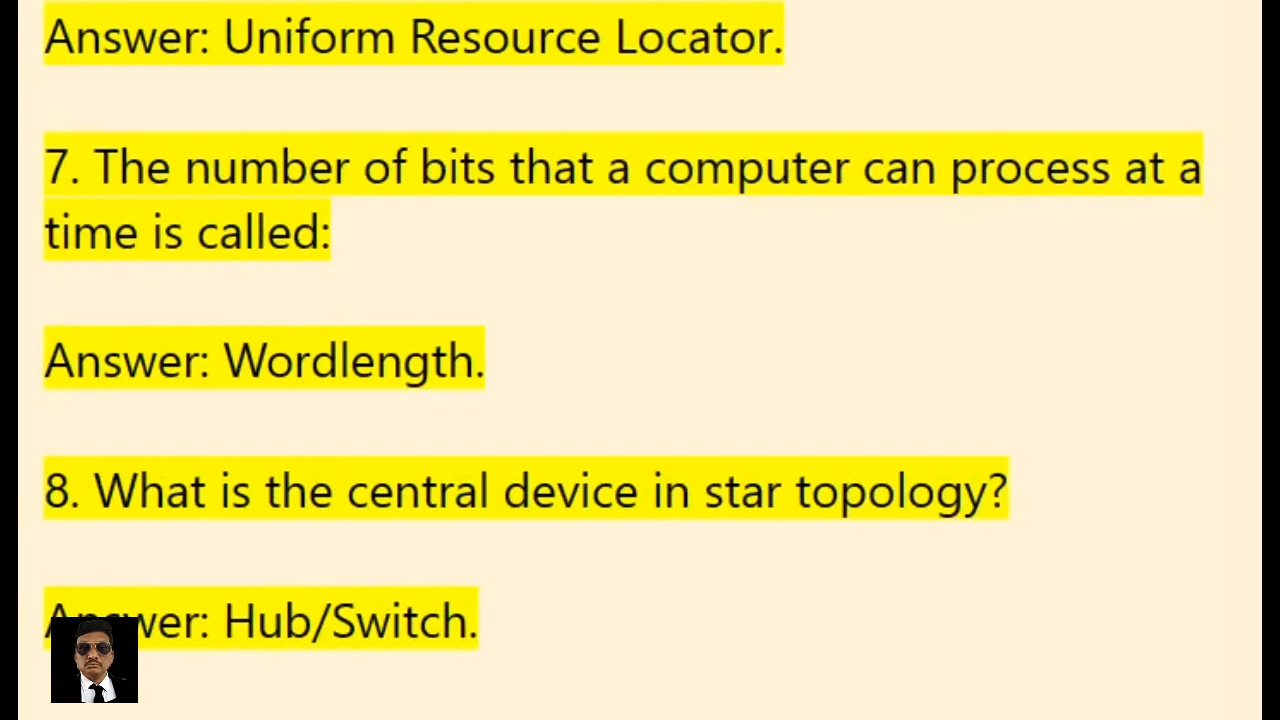 Answer: Uniform Resource Locator.
7. The number of bits that a computer can process at a
time is called:
Answer: Wordlength.
8. What is the central device in star topology?
Answer: Hub/Switch.